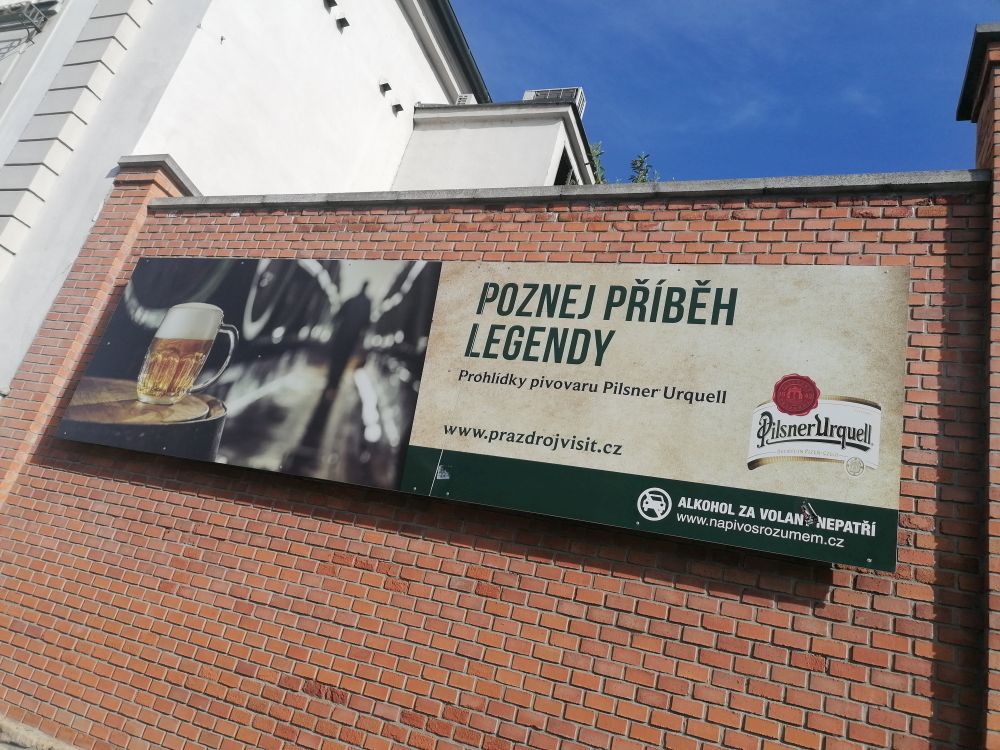 POZNEJ PŘÍBĚH
LEGENDY
Prohlídky pivovaru Pilsner Urquell
www.prazdrojvisit.cz
Pilsner Urquell
ALKOHOL ZA VOLANT NEPATŘÍ
www.napivosrozumem.cz